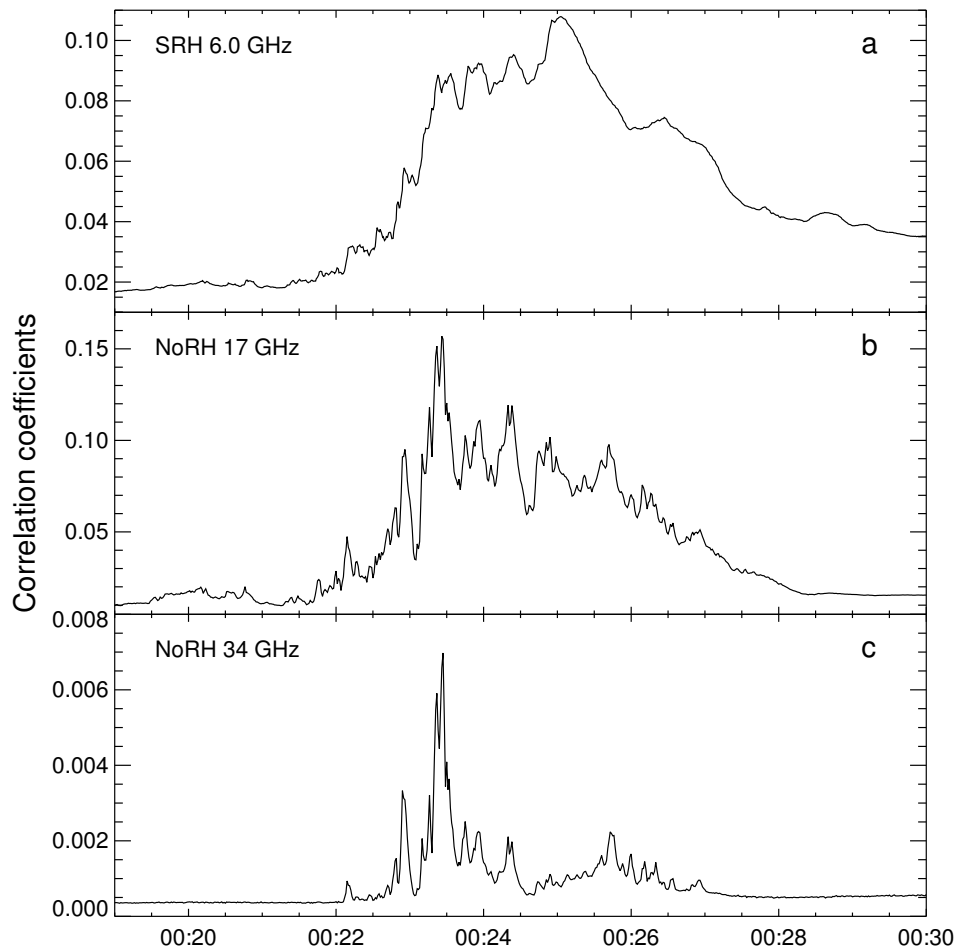 SRH 6.0 GHz
a
0.10
0.08
0.06
0.04
0.02
NoRH 17 GHz
b
0.15
0.10
0.05
Correlation coefficients
NoRH 34 GHz
c
0.008
0.006
0.004
0.002
0.000
00:20 00:22 00:24 00:26 00:28 00:30